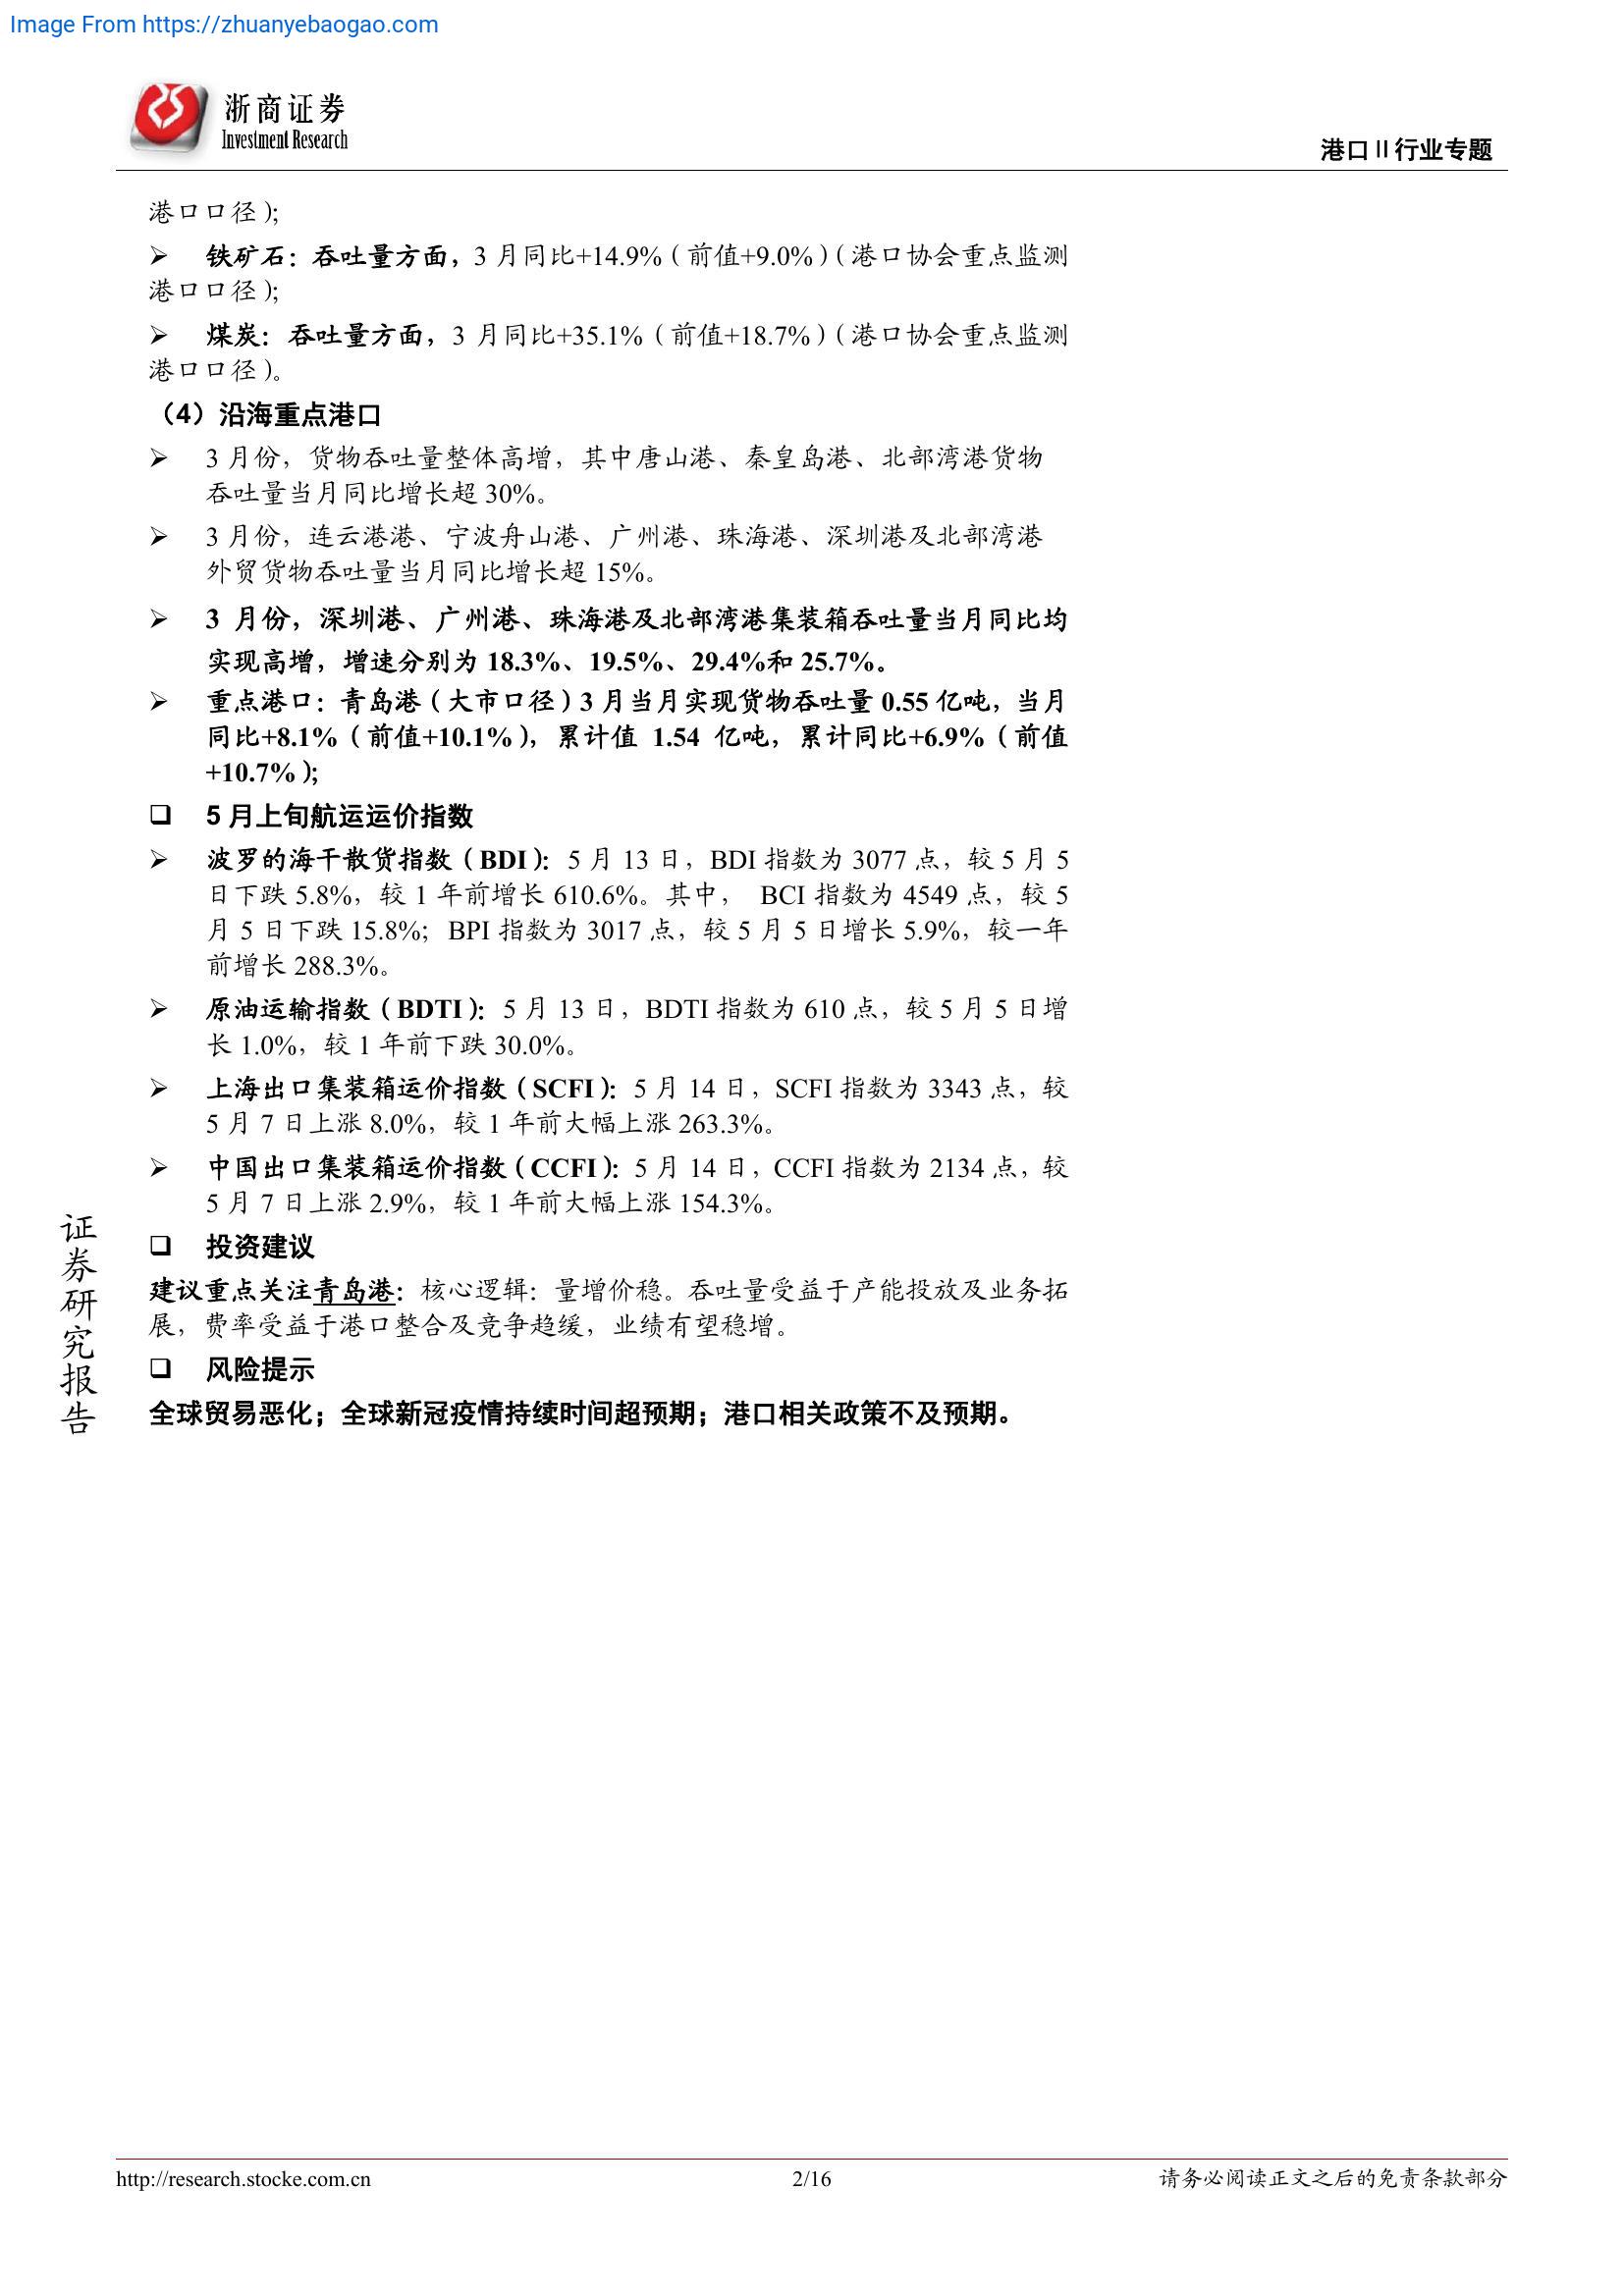 Image From https://zhuanyebaogao.com
浙商证券
Investment Research
港口Ⅱ行业专题
港口口径);
➢ 铁矿石：吞吐量方面，3 月同比+14.9%（前值+9.0%）（港口协会重点监测
港口口径);
➢ 煤炭：吞吐量方面，3 月同比+35.1%（前值+18.7%）（港口协会重点监测
港口口径）。
（4）沿海重点港口
➢ 3 月份，货物吞吐量整体高增，其中唐山港、秦皇岛港、北部湾港货物
吞吐量当月同比增长超 30%。
➢ 3 月份，连云港港、宁波舟山港、广州港、珠海港、深圳港及北部湾港
外贸货物吞吐量当月同比增长超 15%。
➢ 3 月份，深圳港、广州港、珠海港及北部湾港集装箱吞吐量当月同比均
实现高增，增速分别为 18.3%、19.5%、29.4%和 25.7%。
➢ 重点港口：青岛港（大市口径）3 月当月实现货物吞吐量 0.55 亿吨，当月
同比+8.1%（前值+10.1%），累计值 1.54 亿吨，累计同比+6.9%（前值
+10.7%）;
❑ 5 月上旬航运运价指数
➢ 波罗的海干散货指数（BDI）：5 月 13 日，BDI 指数为 3077 点，较 5 月 5
日下跌 5.8%，较 1 年前增长 610.6%。其中， BCI 指数为 4549 点，较 5
月 5 日下跌 15.8%；BPI 指数为 3017 点，较 5 月 5 日增长 5.9%，较一年
前增长 288.3%。
➢ 原油运输指数（BDTI）：5 月 13 日，BDTI 指数为 610 点，较 5 月 5 日增
长 1.0%，较 1 年前下跌 30.0%。
➢ 上海出口集装箱运价指数（SCFI）：5 月 14 日，SCFI 指数为 3343 点，较
5 月 7 日上涨 8.0%，较 1 年前大幅上涨 263.3%。
➢ 中国出口集装箱运价指数（CCFI）：5 月 14 日，CCFI 指数为 2134 点，较
5 月 7 日上涨 2.9%，较 1 年前大幅上涨 154.3%。
❑ 投资建议
建议重点关注青岛港：核心逻辑：量增价稳。吞吐量受益于产能投放及业务拓
展，费率受益于港口整合及竞争趋缓，业绩有望稳增。
❑ 风险提示
全球贸易恶化；全球新冠疫情持续时间超预期；港口相关政策不及预期。
证券研究报告
http://research.stocke.com.cn
2/16
请务必阅读正文之后的免责条款部分